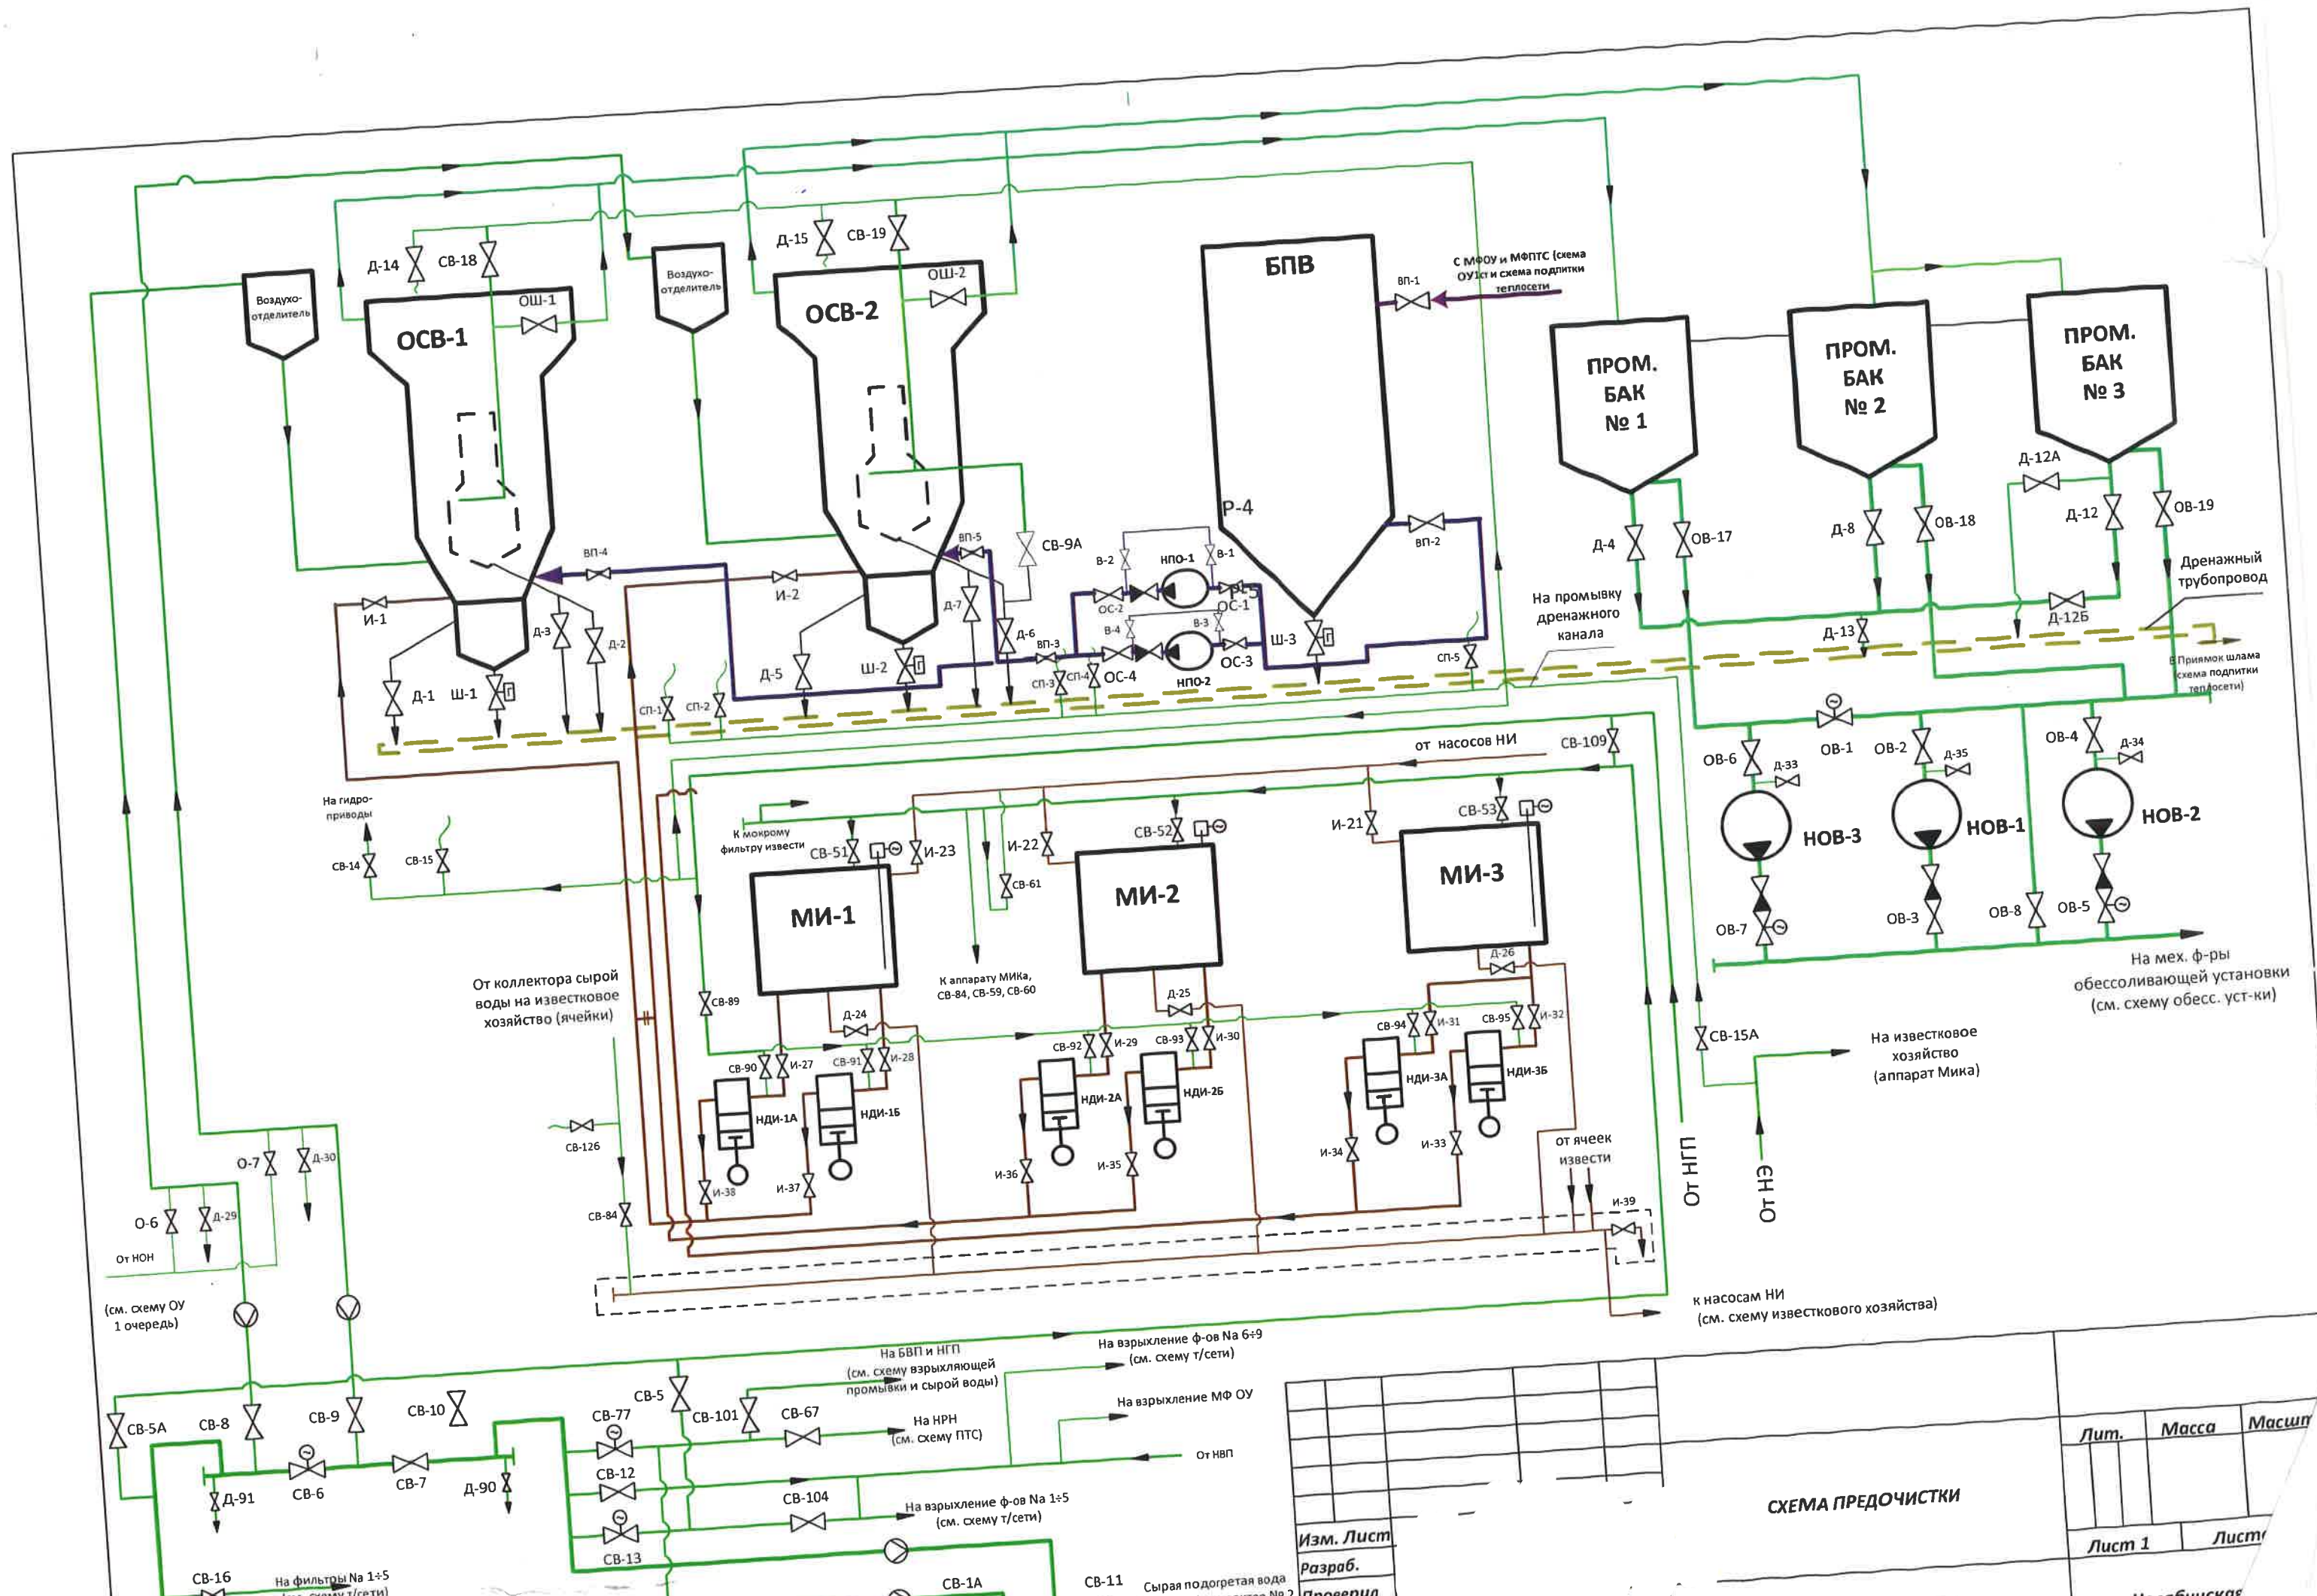 Д-15
СВ-19
Д-14
СВ-18
ОШ-1
ОШ-2
Воздухо-
отделитель
Воздухо-
отделитель
ОСВ-1
ОСВ-2
БПВ
ВП-1
С МФОУ и МФПТС (схема
ОУ1ст и схема подпитки
теплосети
ПРОМ.
БАК
№ 1
ПРОМ.
БАК
№ 2
ПРОМ.
БАК
№ 3
Р-4
ВП-2
Д-4
ОВ-17
Д-8
ОВ-18
Д-12А
Д-12
ОВ-19
Дренажный
трубопровод
Д-12Б
Д-13
В Приямок шлама
(схема подпитки
теплосети)
На промывку
дренажного
канала
ВП-4
ВП-5
СВ-9А
В-2
НПО-1
В-1
ОС-2
ОС-1
В-4
В-3
ВП-3
ОС-4
НПО-2
ОС-3
Ш-3
СП-5
СП-3
СП-4
И-1
И-2
Д-3
Д-2
Д-7
Д-6
Д-1
Ш-1
Г
Д-5
Ш-2
Г
Г
СП-1
СП-2
от насосов НИ
СВ-109
ОВ-6
Д-33
ОВ-1
ОВ-2
Д-35
ОВ-4
Д-34
НОВ-3
НОВ-1
НОВ-2
ОВ-7
ОВ-3
ОВ-8
ОВ-5
На мех. ф-ры
обессоливающей установки
(см. схему обесс. уст-ки)
На гидро-
приводы
СВ-14
СВ-15
К мокрому
фильтру извести
СВ-51
И-23
И-22
СВ-61
СВ-52
И-21
СВ-53
МИ-1
МИ-2
МИ-3
К аппарату МИКа,
СВ-84, СВ-59, СВ-60
От коллектора сырой
воды на известковое
хозяйство (ячейки)
СВ-89
Д-24
Д-25
Д-26
СВ-90
И-27
СВ-91
И-28
СВ-92
И-29
СВ-93
И-30
СВ-94
И-31
СВ-95
И-32
НДИ-1А
НДИ-1Б
НДИ-2А
НДИ-2Б
НДИ-3А
НДИ-3Б
И-38
И-37
И-36
И-35
И-34
И-33
СВ-126
СВ-84
от ячеек
извести
И-39
От НГП
От НЭ
СВ-15А
На известковое
хозяйство
(аппарат Мика)
к насосам НИ
(см. схему известкового хозяйства)
О-7
Д-30
О-6
Д-29
От НОН
(см. схему ОУ
1 очередь)
СВ-5А
СВ-8
СВ-9
СВ-10
СВ-6
СВ-7
Д-91
Д-90
СВ-16
На фильтры Na 1÷5
СВ-5
На БВП и НГП
(см. схему взрыхляющей
промывки и сырой воды)
СВ-77
СВ-101
СВ-67
На НРН
(см. схему ПТС)
На взрыхление ф-ов Na 6÷9
(см. схему т/сети)
На взрыхление МФ ОУ
От НВП
СВ-12
СВ-104
На взрыхление ф-ов Na 1÷5
(см. схему т/сети)
СВ-13
СВ-1А
СВ-11
Сырая подогретая вода
Изм. Лист
Разраб.
СХЕМА ПРЕДОЧИСТКИ
Лит.
Масса
Лист 1